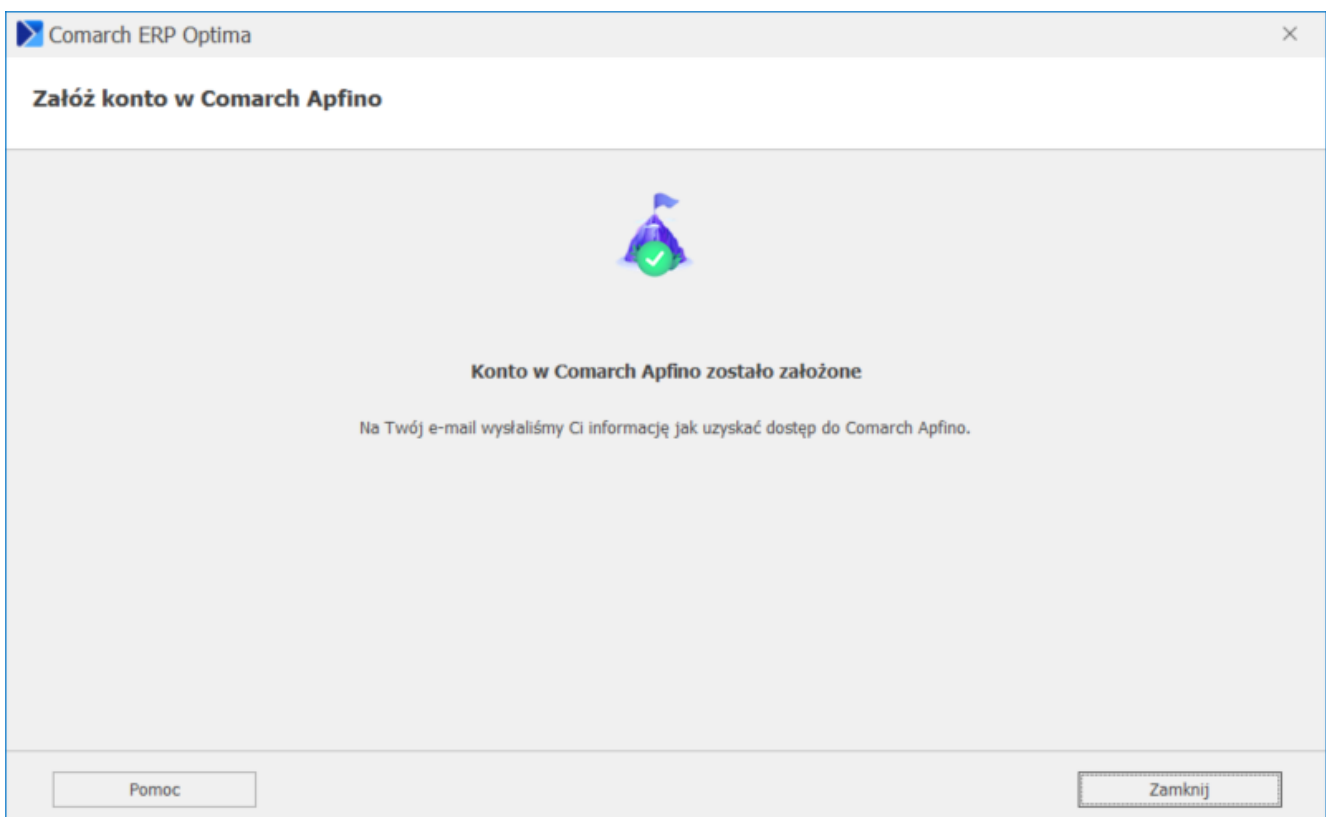 Comarch ERP Optima
Załóż konto w Comarch Apfino
Konto w Comarch Apfino zostało założone
Na Twój e-mail wysłaliśmy Ci informację jak uzyskać dostęp do Comarch Apfino.
Pomoc
Zamknij